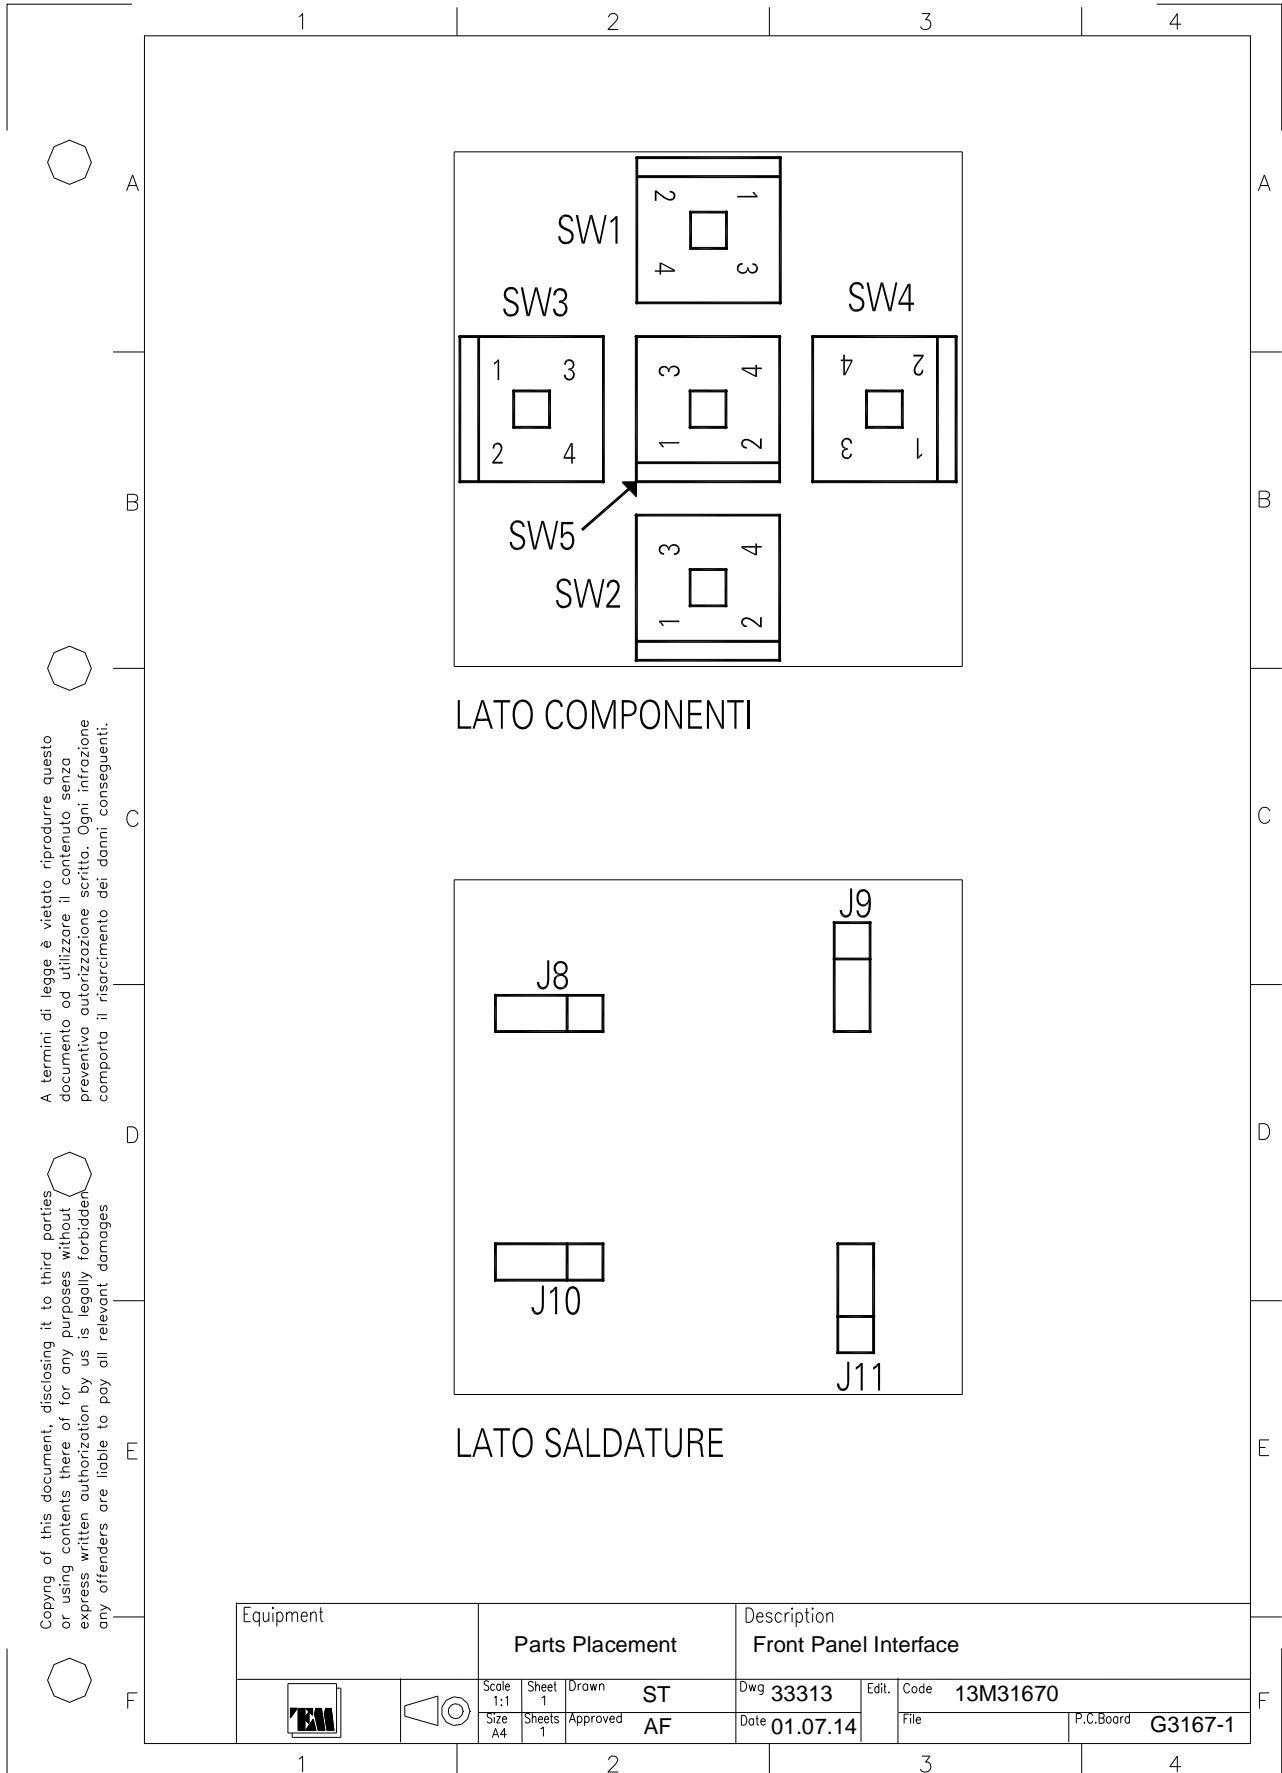 1 2 3 4
A A
2 1
SW1
4 3
SW3 SW4
1 3 3 4 4 2
2 4 1 2 3 1
B B
SW5
3 4
SW2
1 2
LATO COMPONENTI
C C
J9
J8
D D
J10
J11
LATO SALDATURE
E E
A termini di legge è vietato riprodurre questo
documento od utilizzare il contenuto senza
preventiva autorizzazione scritta. Ogni infrazione
comporta il risarcimento dei danni conseguenti.
Copyng of this document, disclosing it to third parties
or using contents there of for any purposes without
express written authorization by us is legally forbidden
any offenders are liable to pay all relevant damages
Equipment
Parts Placement
Description
Front Panel Interface
F F
TEM
Scale 1:1
Sheet 1
Drawn ST
Dwg 33313
Edit.
Code 13M31670
Size A4
Sheets 1
Approved AF
Date 01.07.14
File
P.C.Board G3167-1
1 2 3 4